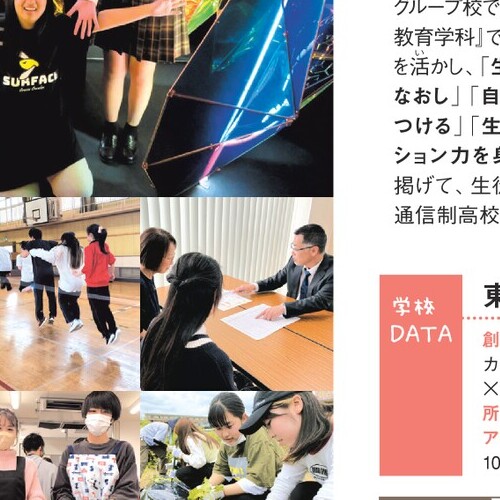 SURFACE
グループ校で
教育学科』で
い
を活かし、「生
なおし」「自
つける」「生
ション力を身
掲げて、生徒
通信制高校
学校
DATA
東
創
カ
×
所
ア
10